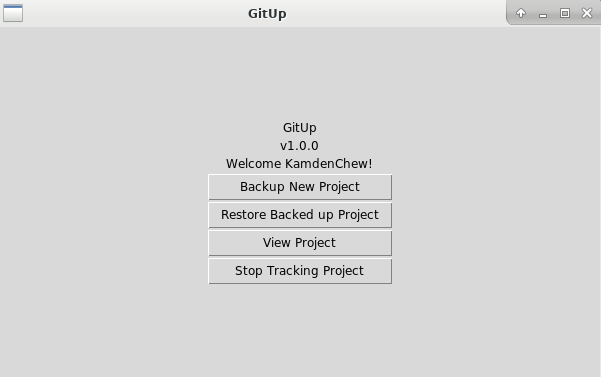 GitUp
GitUp
v1.0.0
Welcome KamdenChew!
Backup New Project
Restore Backed up Project
View Project
Stop Tracking Project